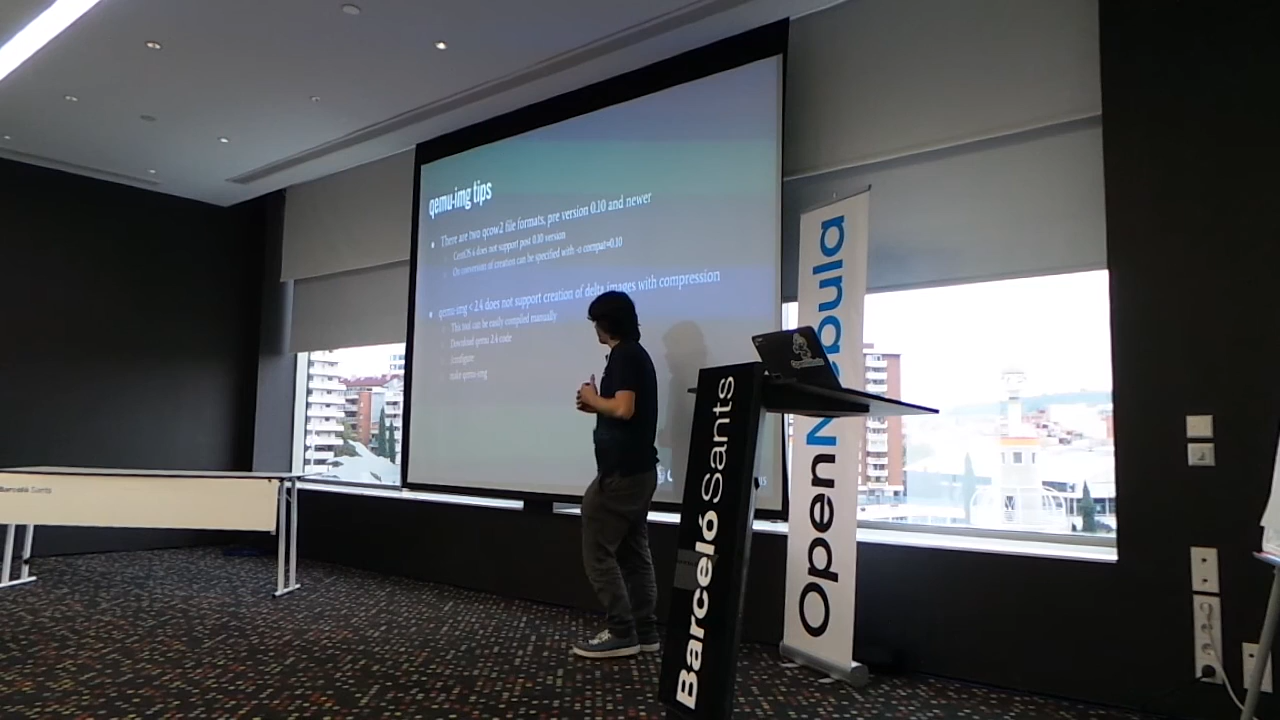 qemu-img tips
There are two qcow2 file formats, pre version 0.10 and newer
CentOS 6 does not support post 0.10 version
On conversion of creation can be specified with -o compat=0.10
qemu-img < 2.4 does not support creation of delta images with compression
This tool can be easily compiled manually
Download qemu 2.4 code
./configure
make qemu-img
Barceló Sants
OpenNebula
Barceló Sants